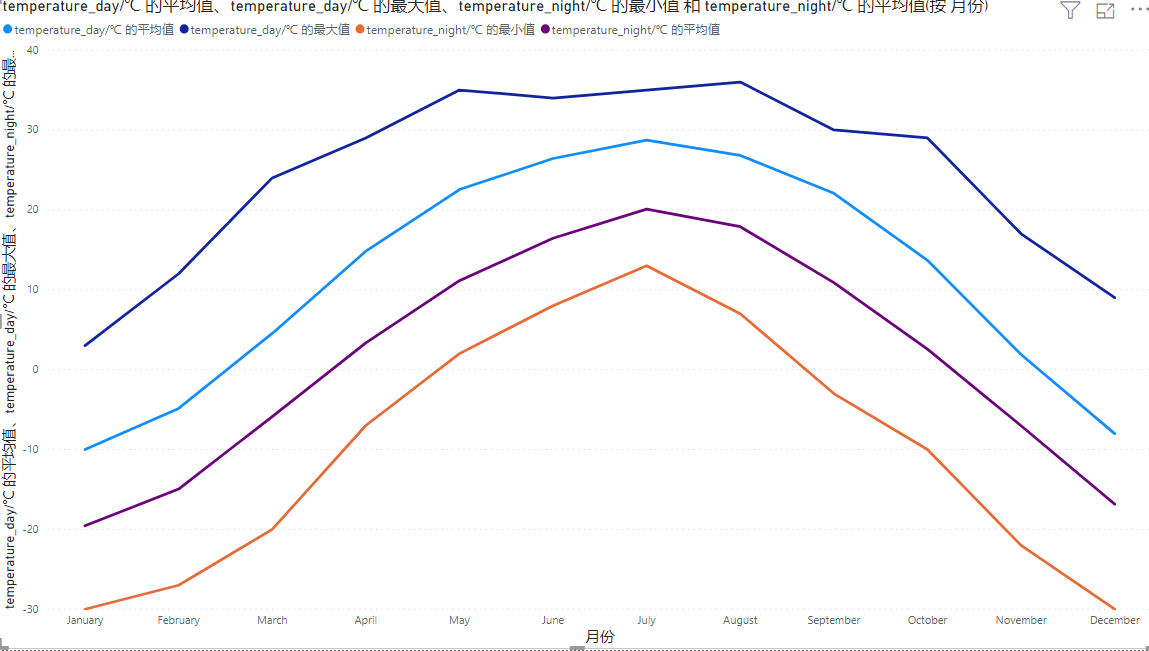 temperature_day/℃ 的平均值、temperature_day/℃ 的最大值、temperature_night/℃ 的最小值 和 temperature_night/℃ 的平均值(按 月份)
temperature_day/℃ 的平均值 temperature_day/℃ 的最大值 temperature_night/℃ 的最小值 temperature_night/℃ 的平均值
temperature_day/℃ 的平均值、temperature_day/℃ 的最大值、temperature_night/℃ 的最...
40
30
20
10
0
-10
-20
-30
January February March April May June July August September October November December
月份